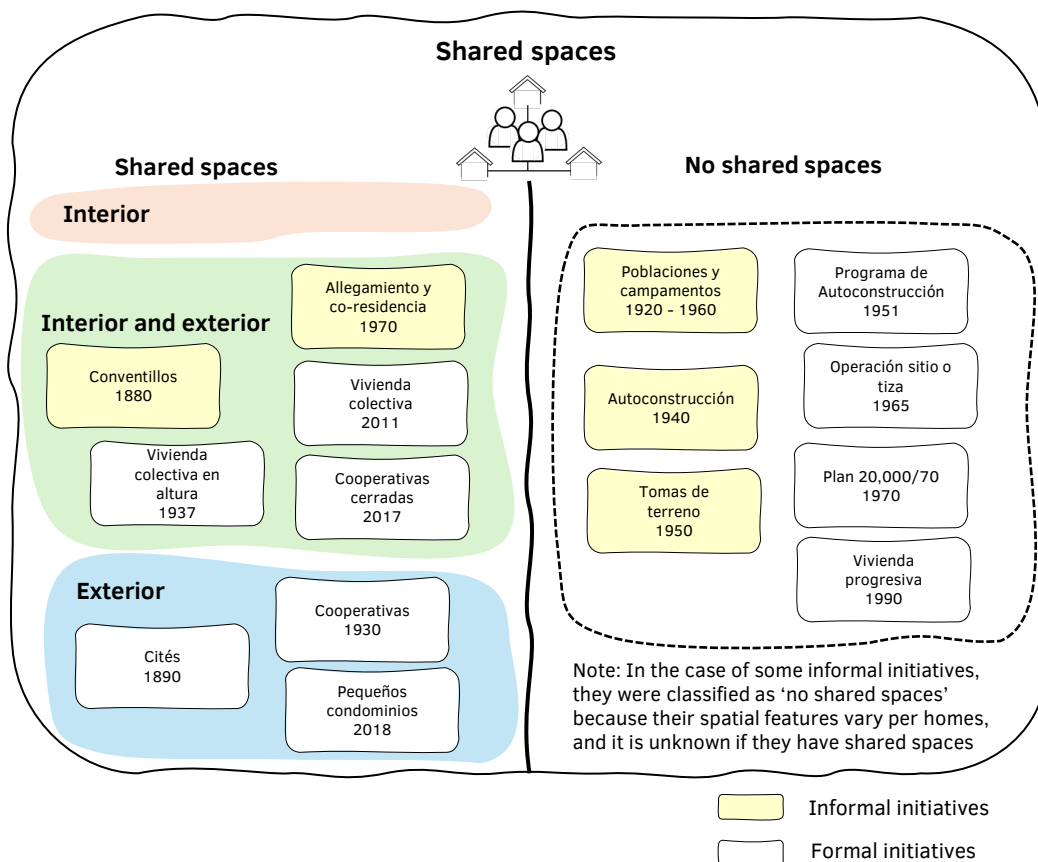 Shared spaces
Shared spaces
Interior
Interior and exterior
Allegamiento y
co-residencia
1970
Conventillos
1880
Vivienda
colectiva
2011
Vivienda
colectiva en
altura
1937
Cooperativas
cerradas
2017
Exterior
Cooperativas
1930
Cités
1890
Pequeños
condominios
2018
No shared spaces
Poblaciones y
campamentos
1920 - 1960
Programa de
Autoconstrucción
1951
Autoconstrucción
1940
Operación sitio o
tiza
1965
Tomas de
terreno
1950
Plan 20,000/70
1970
Vivienda
progresiva
1990
Note: In the case of some informal initiatives,
they were classified as ‘no shared spaces’
because their spatial features vary per homes,
and it is unknown if they have shared spaces
Informal initiatives
Formal initiatives